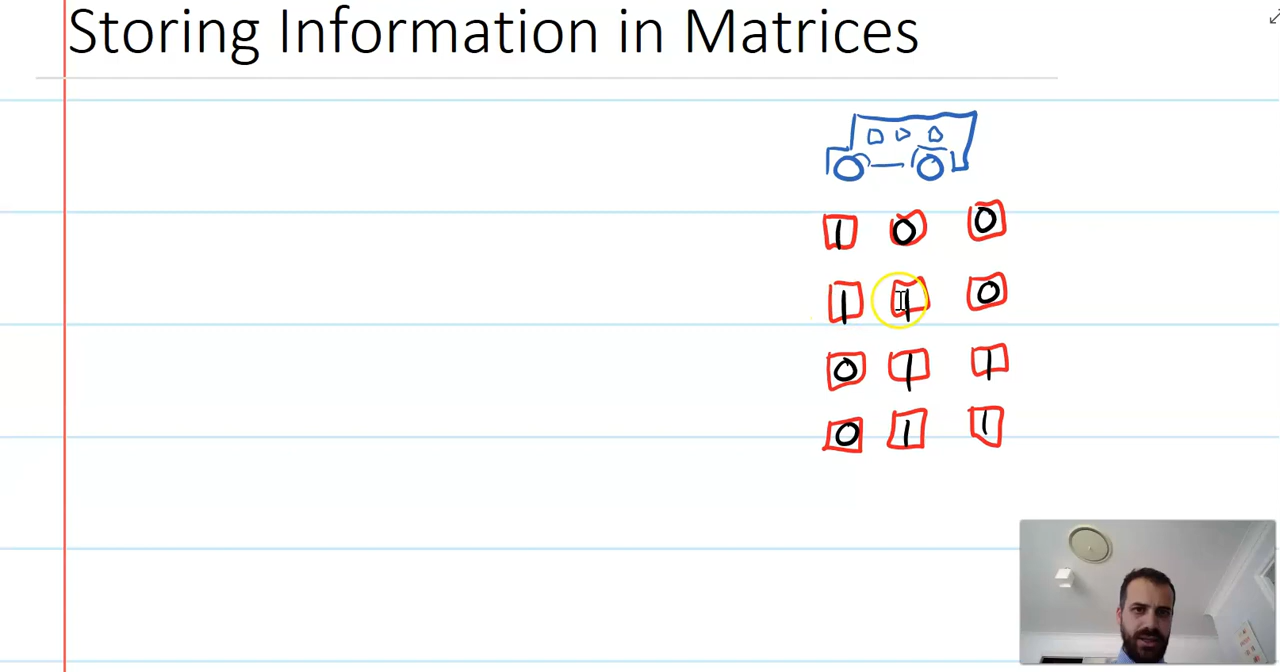 Storing Information in Matrices
1 0 0
1 1 0
0 1 1
0 1 1